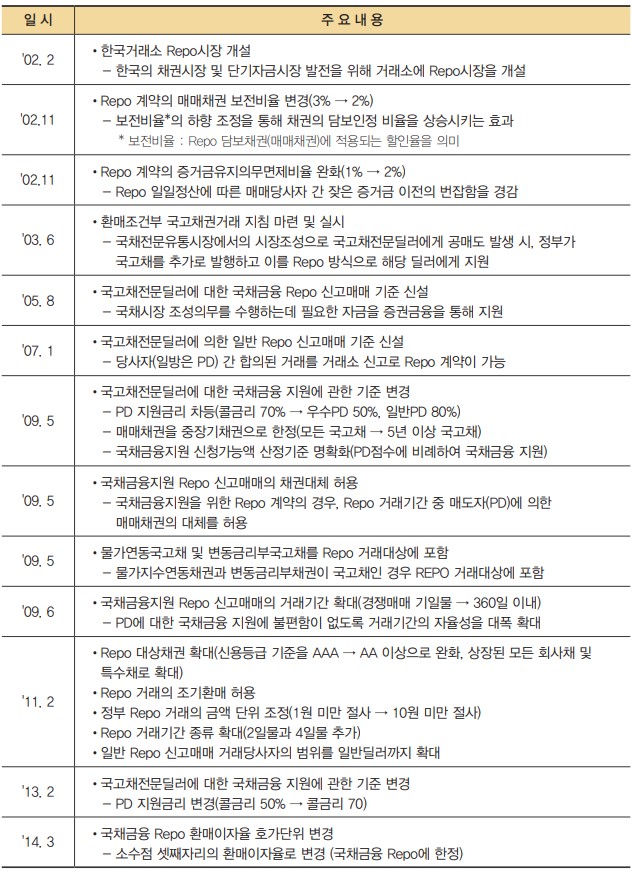 일 시
주 요 내 용
'02. 2
• 한국거래소 Repo시장 개설
– 한국의 채권시장 및 단기자금시장 발전을 위해 거래소에 Repo시장을 개설
'02.11
• Repo 계약의 매매채권 보전비율 변경(3% → 2%)
– 보전비율*의 하향 조정을 통해 채권의 담보인정 비율을 상승시키는 효과
* 보전비율 : Repo 담보채권(매매채권)에 적용되는 할인율을 의미
'02.11
• Repo 계약의 증거금유지의무면제비율 완화(1% → 2%)
– Repo 일일정산에 따른 매매당사자 간 잦은 증거금 이전의 번잡함을 경감
'03. 6
• 환매조건부 국고채권거래 지침 마련 및 실시
– 국채전문유통시장에서의 시장조성으로 국고채전문딜러에게 공매도 발생 시, 정부가
국고채를 추가로 발행하고 이를 Repo 방식으로 해당 딜러에게 지원
'05. 8
• 국고채전문딜러에 대한 국채금융 Repo 신고매매 기준 신설
– 국채시장 조성의무를 수행하는데 필요한 자금을 증권금융을 통해 지원
'07. 1
• 국고채전문딜러에 의한 일반 Repo 신고매매 기준 신설
– 당사자(일방은 PD) 간 합의된 거래를 거래소 신고로 Repo 계약이 가능
'09. 5
• 국고채전문딜러에 대한 국채금융 지원에 관한 기준 변경
– PD 지원금리 차등(콜금리 70% → 우수PD 50%, 일반PD 80%)
– 매매채권을 중장기채권으로 한정(모든 국고채 → 5년 이상 국고채)
– 국채금융지원 신청가능액 산정기준 명확화(PD점수에 비례하여 국채금융 지원)
'09. 5
• 국채금융지원 Repo 신고매매의 채권대체 허용
– 국채금융지원을 위한 Repo 계약의 경우, Repo 거래기간 중 매도자(PD)에 의한
매매채권의 대체를 허용
'09. 5
• 물가연동국고채 및 변동금리부국고채를 Repo 거래대상에 포함
– 물가지수연동채권과 변동금리부채권이 국고채인 경우 REPO 거래대상에 포함
'09. 6
• 국채금융지원 Repo 신고매매의 거래기간 확대(경쟁매매 기일물 → 360일 이내)
– PD에 대한 국채금융 지원에 불편함이 없도록 거래기간의 자율성을 대폭 확대
'11. 2
• Repo 대상채권 확대(신용등급 기준을 AAA → AA 이상으로 완화, 상장된 모든 회사채 및
특수채로 확대)
• Repo 거래의 조기환매 허용
• 정부 Repo 거래의 금액 단위 조정(1원 미만 절사 → 10원 미만 절사)
• Repo 거래기간 종류 확대(2일물과 4일물 추가)
• 일반 Repo 신고매매 거래당사자의 범위를 일반딜러까지 확대
'13. 2
• 국고채전문딜러에 대한 국채금융 지원에 관한 기준 변경
– PD 지원금리 변경(콜금리 50% → 콜금리 70)
'14. 3
• 국채금융 Repo 환매이자율 호가단위 변경
– 소수점 셋째자리의 환매이자율로 변경 (국채금융 Repo에 한정)